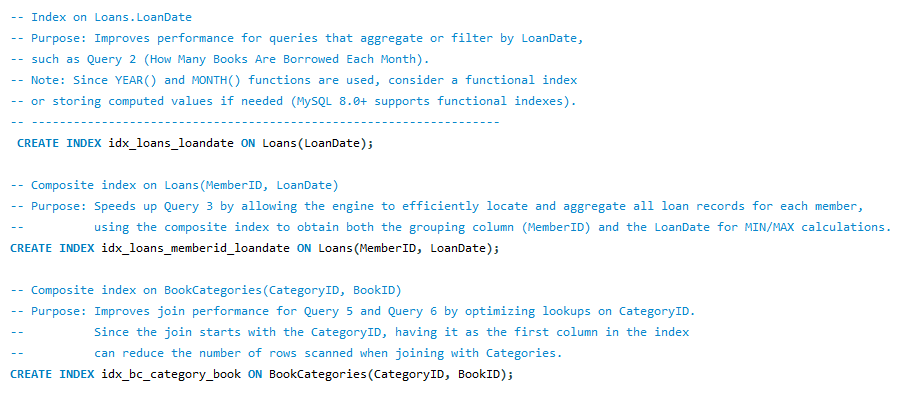 -- Index on Loans.LoanDate
-- Purpose: Improves performance for queries that aggregate or filter by LoanDate,
-- such as Query 2 (How Many Books Are Borrowed Each Month).
-- Note: Since YEAR() and MONTH() functions are used, consider a functional index
-- or storing computed values if needed (MySQL 8.0+ supports functional indexes).
-- -------------------------------------------------------------------
CREATE INDEX idx_loans_loandate ON Loans(LoanDate);
-- Composite index on Loans(MemberID, LoanDate)
-- Purpose: Speeds up Query 3 by allowing the engine to efficiently locate and aggregate all loan records for each member,
--          using the composite index to obtain both the grouping column (MemberID) and the LoanDate for MIN/MAX calculations.
CREATE INDEX idx_loans_memberid_loandate ON Loans(MemberID, LoanDate);
-- Composite index on BookCategories(CategoryID, BookID)
-- Purpose: Improves join performance for Query 5 and Query 6 by optimizing lookups on CategoryID.
--          Since the join starts with the CategoryID, having it as the first column in the index
--          can reduce the number of rows scanned when joining with Categories.
CREATE INDEX idx_bc_category_book ON BookCategories(CategoryID, BookID);